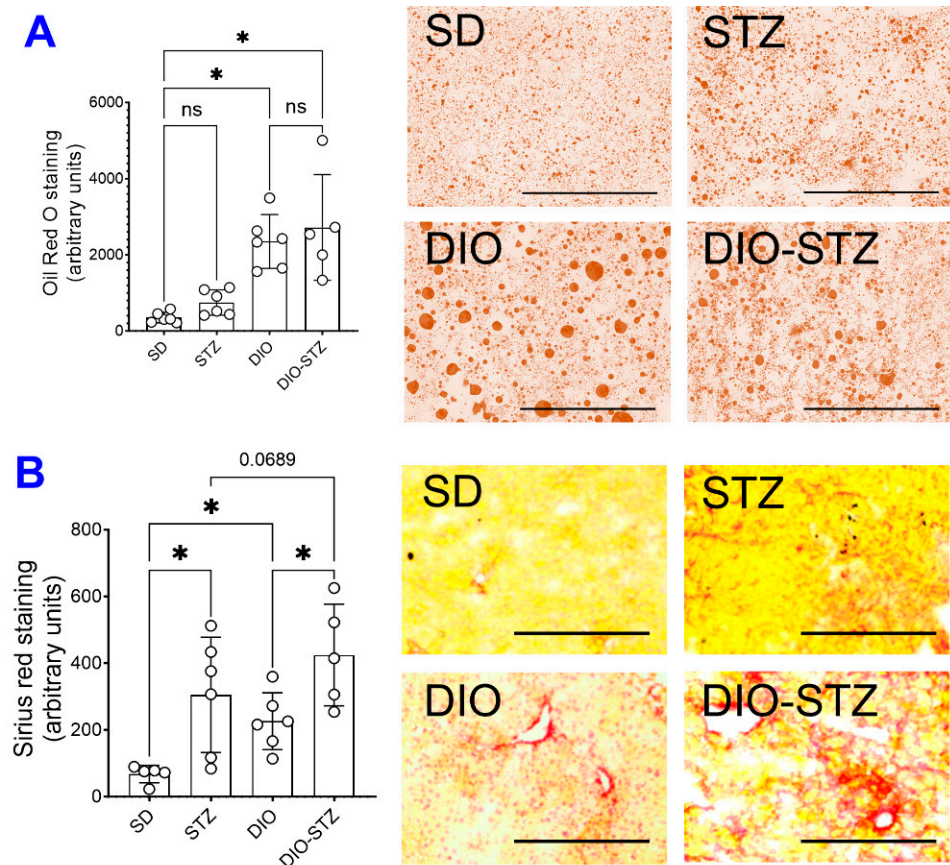 A
*
*
ns
ns
6000
4000
2000
0
Oil Red O staining
(arbitrary units)
SD
STZ
DIO
DIO-STZ
SD
STZ
DIO
DIO-STZ
B
0.0689
*
*
*
800
600
400
200
0
Sirius red staining
(arbitrary units)
SD
STZ
DIO
DIO-STZ
SD
STZ
DIO
DIO-STZ